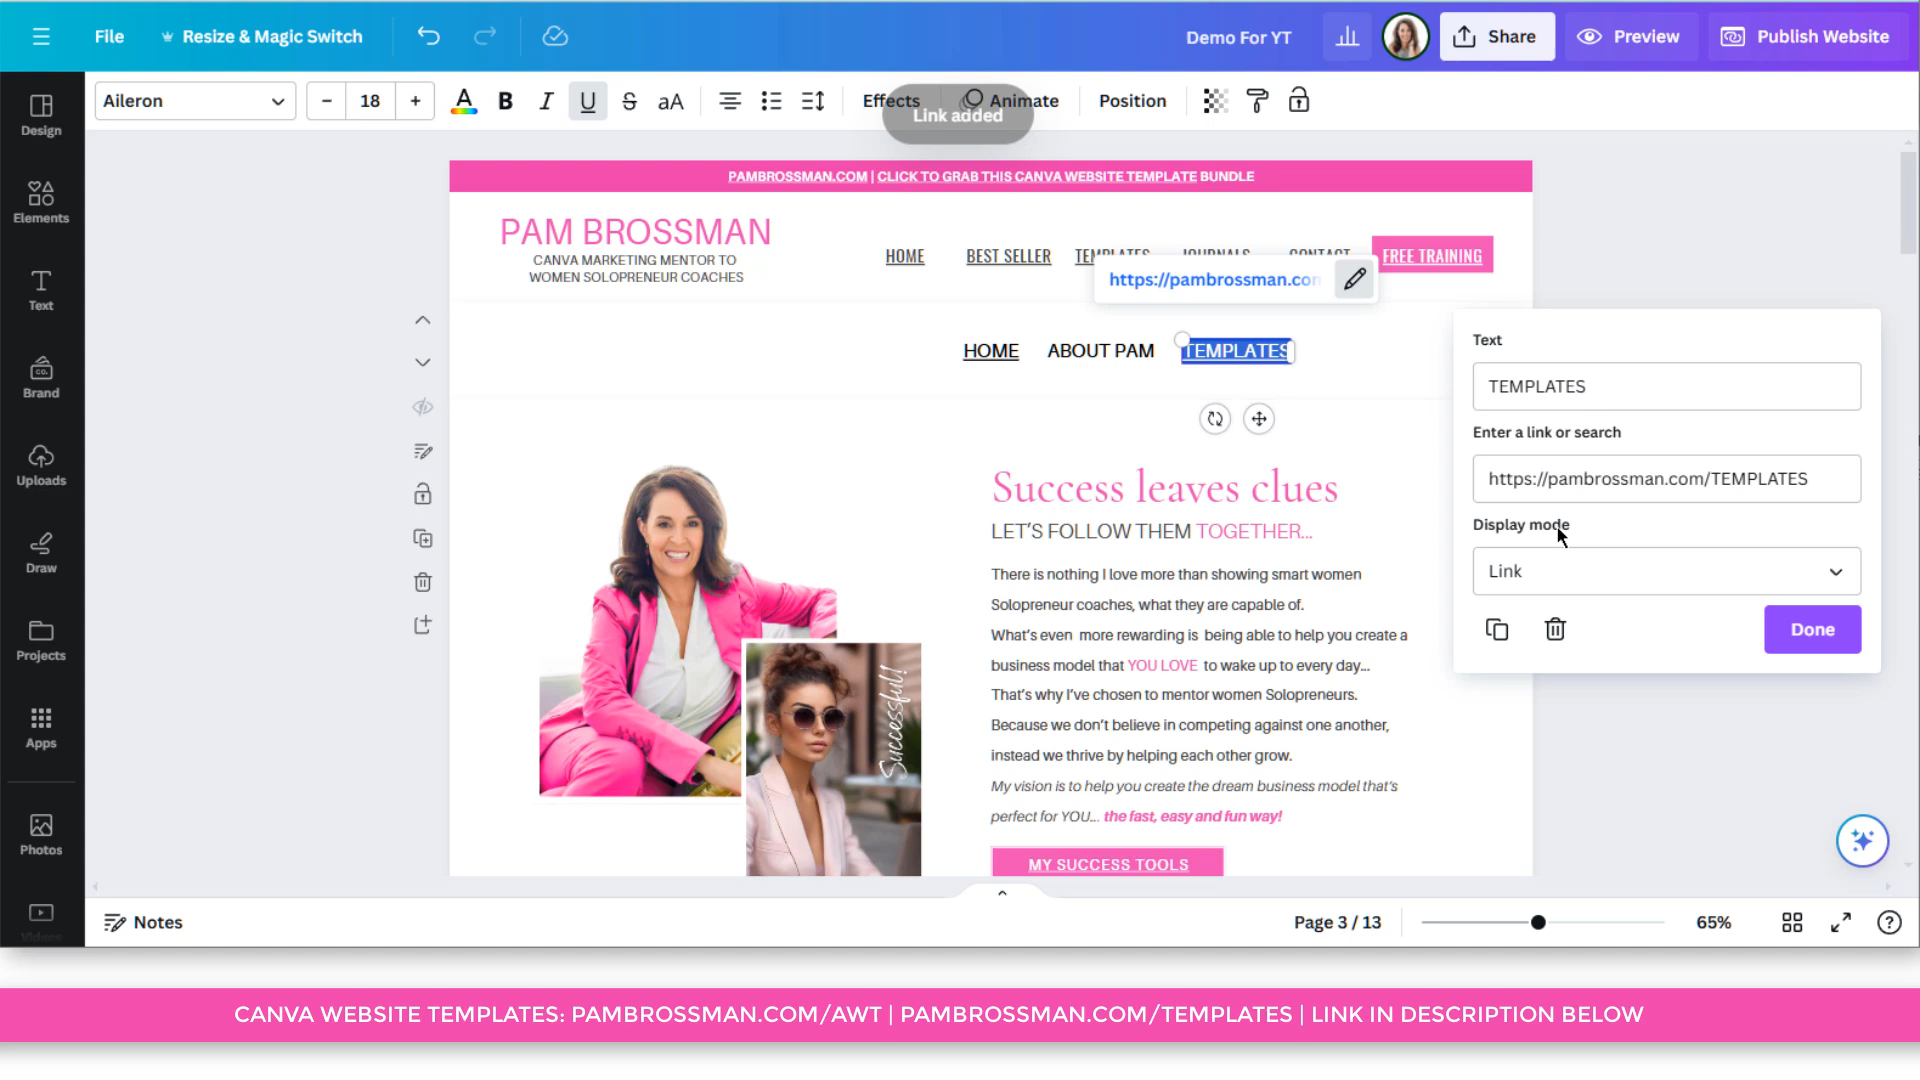 File
Resize & Magic Switch
Demo For YT
Share
Preview
Publish Website
Aileron
– 18 +
A B I U S aA
Effects
Animate
Position
Link added
Design
Elements
Text
Brand
CO.
Uploads
Draw
Projects
Apps
Photos
Videos
PAMBROSSMAN.COM | CLICK TO GRAB THIS CANVA WEBSITE TEMPLATE BUNDLE
PAM BROSSMAN
CANVA MARKETING MENTOR TO
WOMEN SOLOPRENEUR COACHES
HOME BEST SELLER TEMPLATES JOURNALS CONTACT FREE TRAINING
https://pambrossman.com
HOME ABOUT PAM TEMPLATES
Text
TEMPLATES
Enter a link or search
https://pambrossman.com/TEMPLATES
Display mode
Link
Done
Success leaves clues
LET'S FOLLOW THEM TOGETHER...
There is nothing I love more than showing smart women
Solopreneur coaches, what they are capable of.
What's even more rewarding is being able to help you create a
business model that YOU LOVE to wake up to every day...
That's why I've chosen to mentor women Solopreneurs.
Because we don't believe in competing against one another,
instead we thrive by helping each other grow.
My vision is to help you create the dream business model that's
perfect for YOU... the fast, easy and fun way!
MY SUCCESS TOOLS
Successful!
Notes
Page 3 / 13
65%
CANVA WEBSITE TEMPLATES: PAMBROSSMAN.COM/AWT | PAMBROSSMAN.COM/TEMPLATES | LINK IN DESCRIPTION BELOW